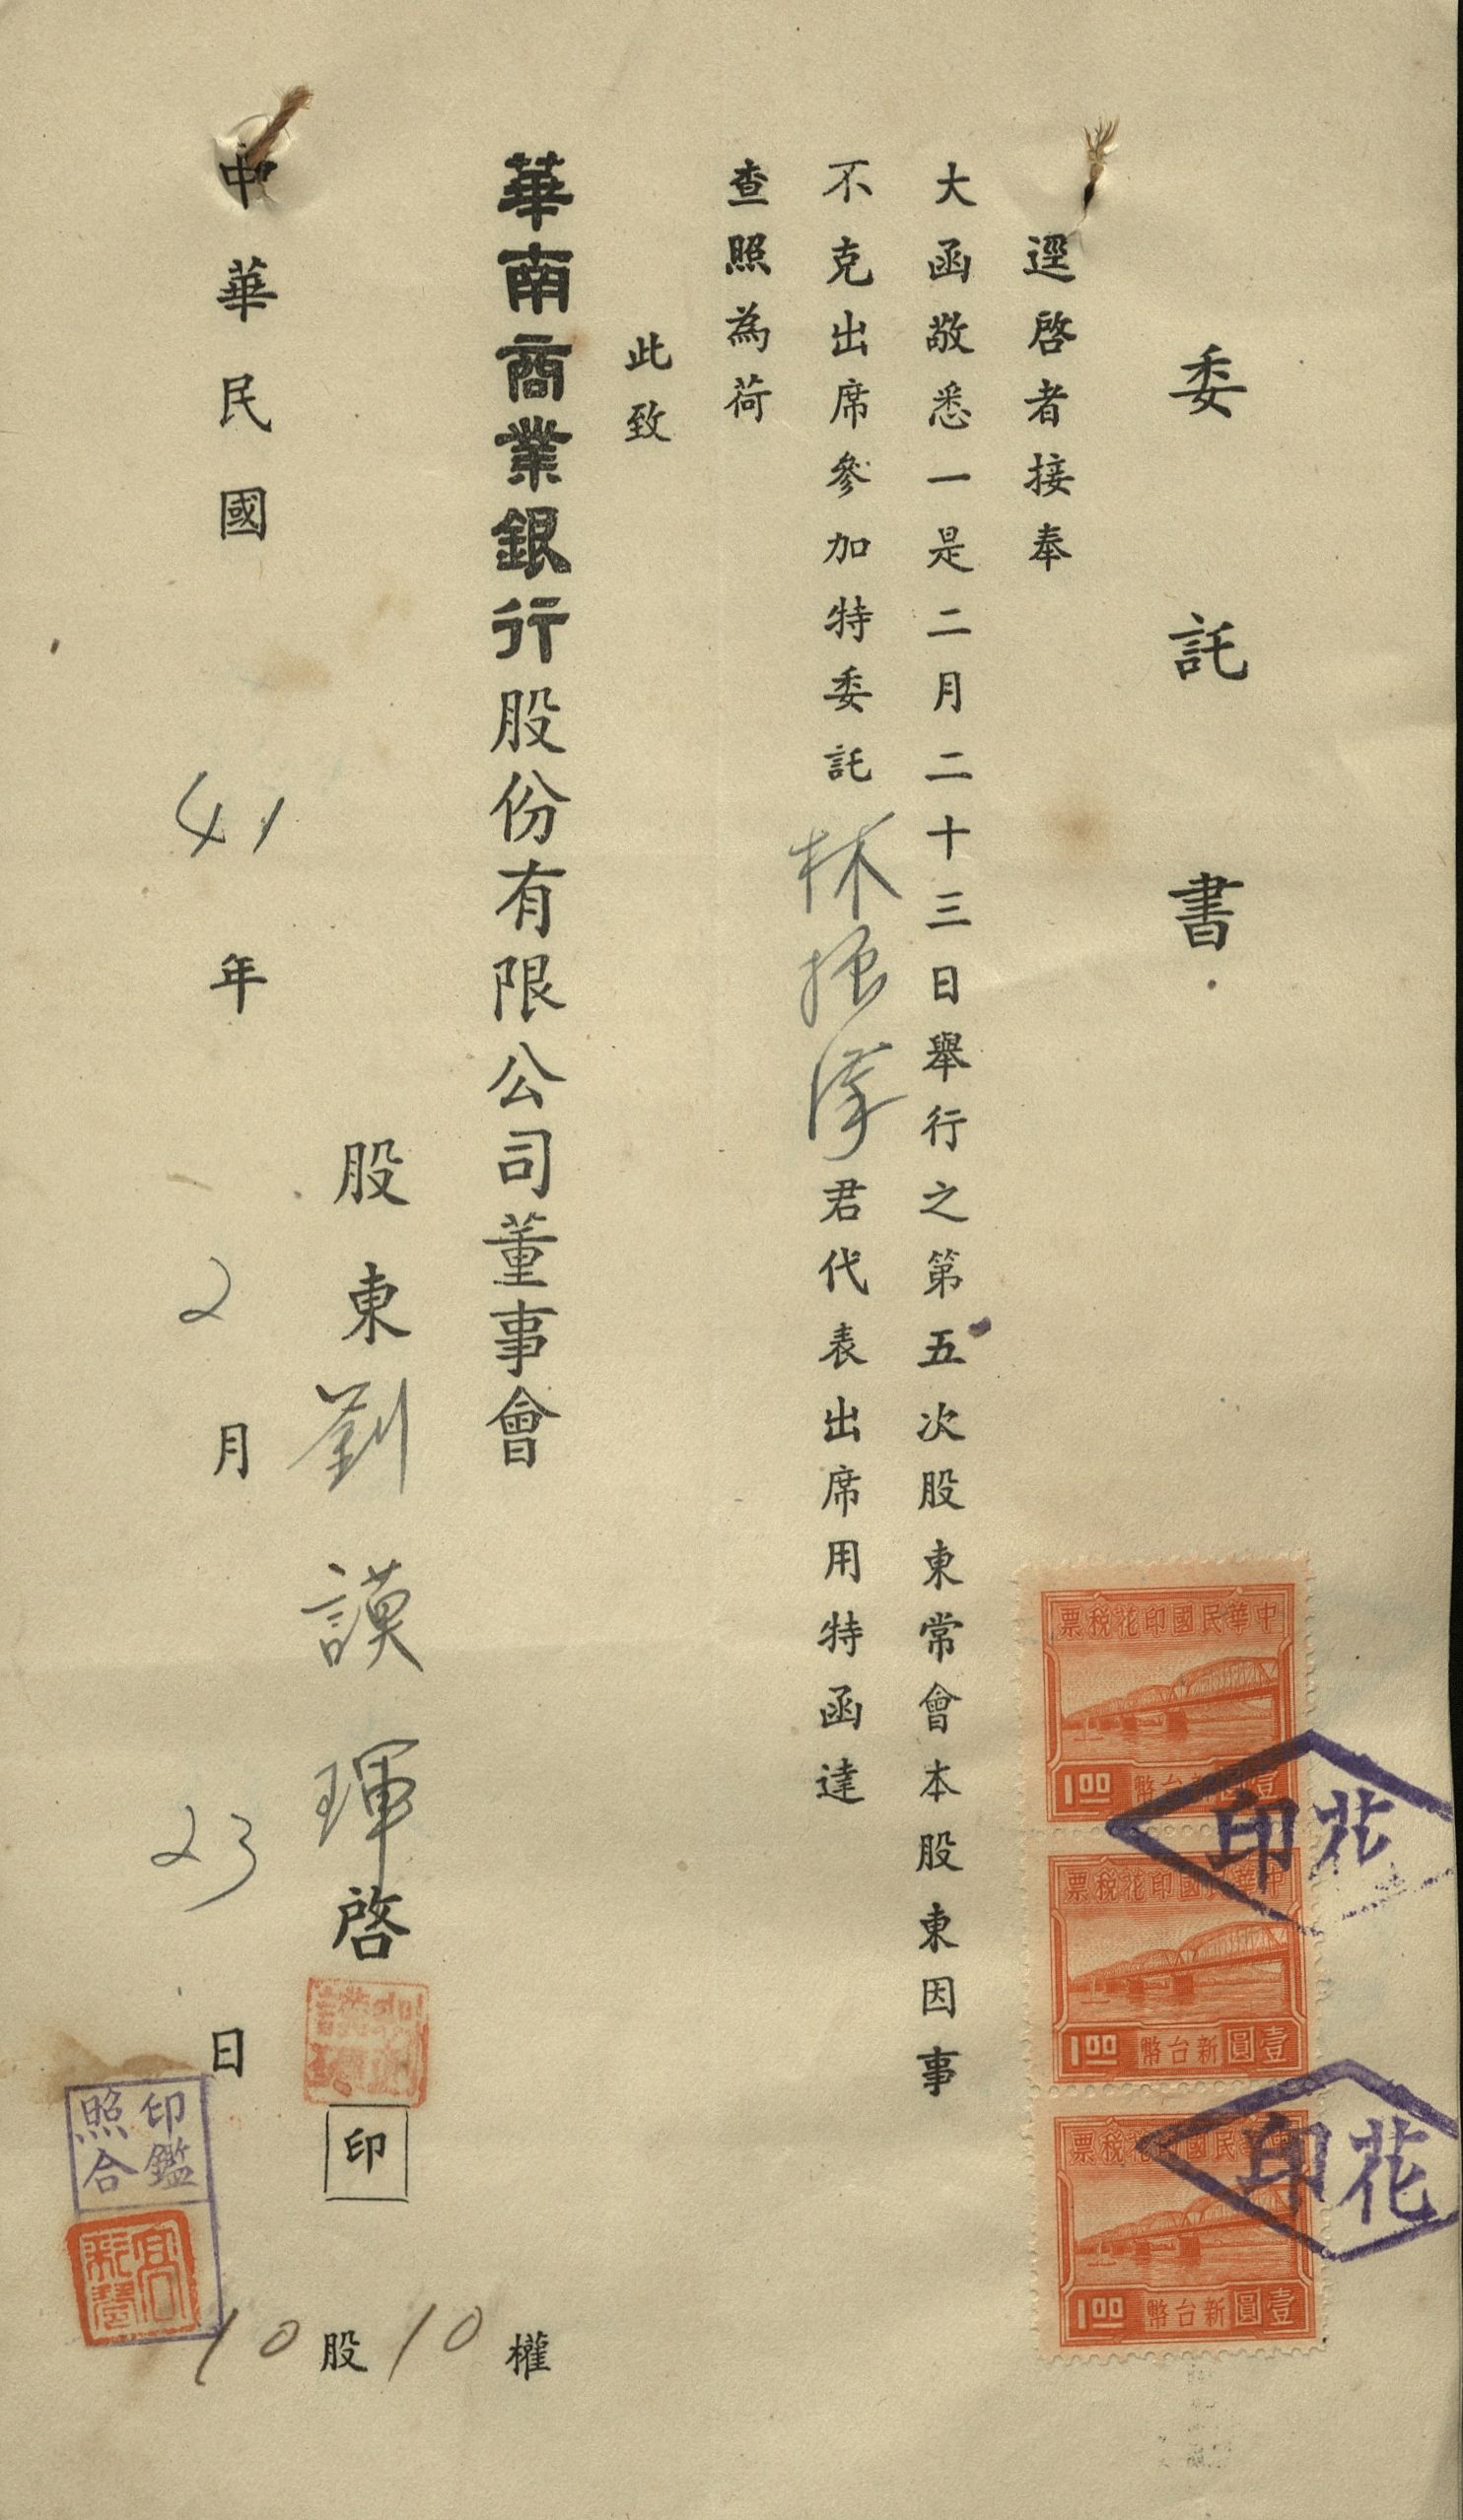 委託書
逕啓者接奉
大函敬悉一是二月二十三日舉行之第五次股東常會本股東因事
不克出席參加特委託林振漢君代表出席用特函達
查照為荷
此致
華南商業銀行股份有限公司董事會
股東劉謨琿啓
印
中華民國41年2月23日
10股10權
印鑑
照合
中華民國印花稅票
1.00 壹圓新台幣
中華民國印花稅票
1.00 壹圓新台幣
中華民國印花稅票
1.00 壹圓新台幣
花印
花印